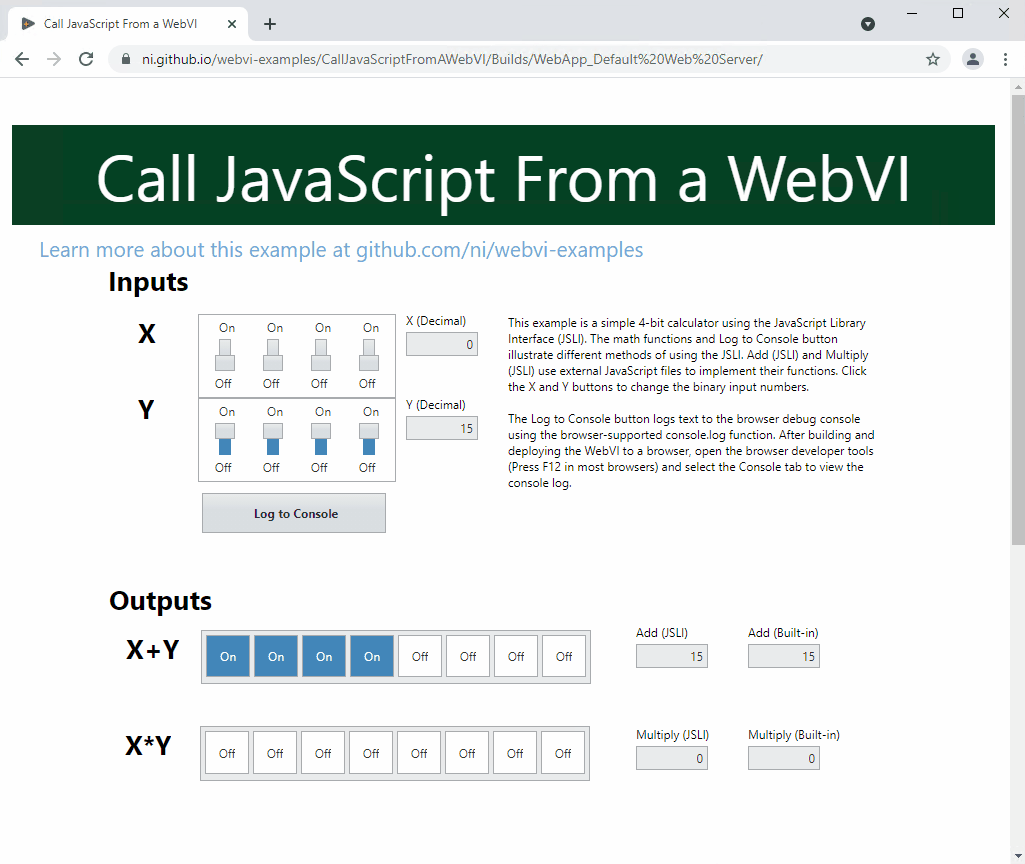 Call JavaScript From a WebVI
ni.github.io/webvi-examples/CallJavaScriptFromAWebVI/Builds/WebApp_Default%20Web%20Server/
Call JavaScript From a WebVI
Learn more about this example at github.com/ni/webvi-examples
Inputs
X
On On On On
Off Off Off Off
X (Decimal)
0
Y
On On On On
Off Off Off Off
Y (Decimal)
15
This example is a simple 4-bit calculator using the JavaScript Library
Interface (JSLI). The math functions and Log to Console button
illustrate different methods of using the JSLI. Add (JSLI) and Multiply
(JSLI) use external JavaScript files to implement their functions. Click
the X and Y buttons to change the binary input numbers.
The Log to Console button logs text to the browser debug console
using the browser-supported console.log function. After building and
deploying the WebVI to a browser, open the browser developer tools
(Press F12 in most browsers) and select the Console tab to view the
console log.
Log to Console
Outputs
X+Y
On On On On Off Off Off Off
Add (JSLI) Add (Built-in)
15 15
X*Y
Off Off Off Off Off Off Off Off
Multiply (JSLI) Multiply (Built-in)
0 0